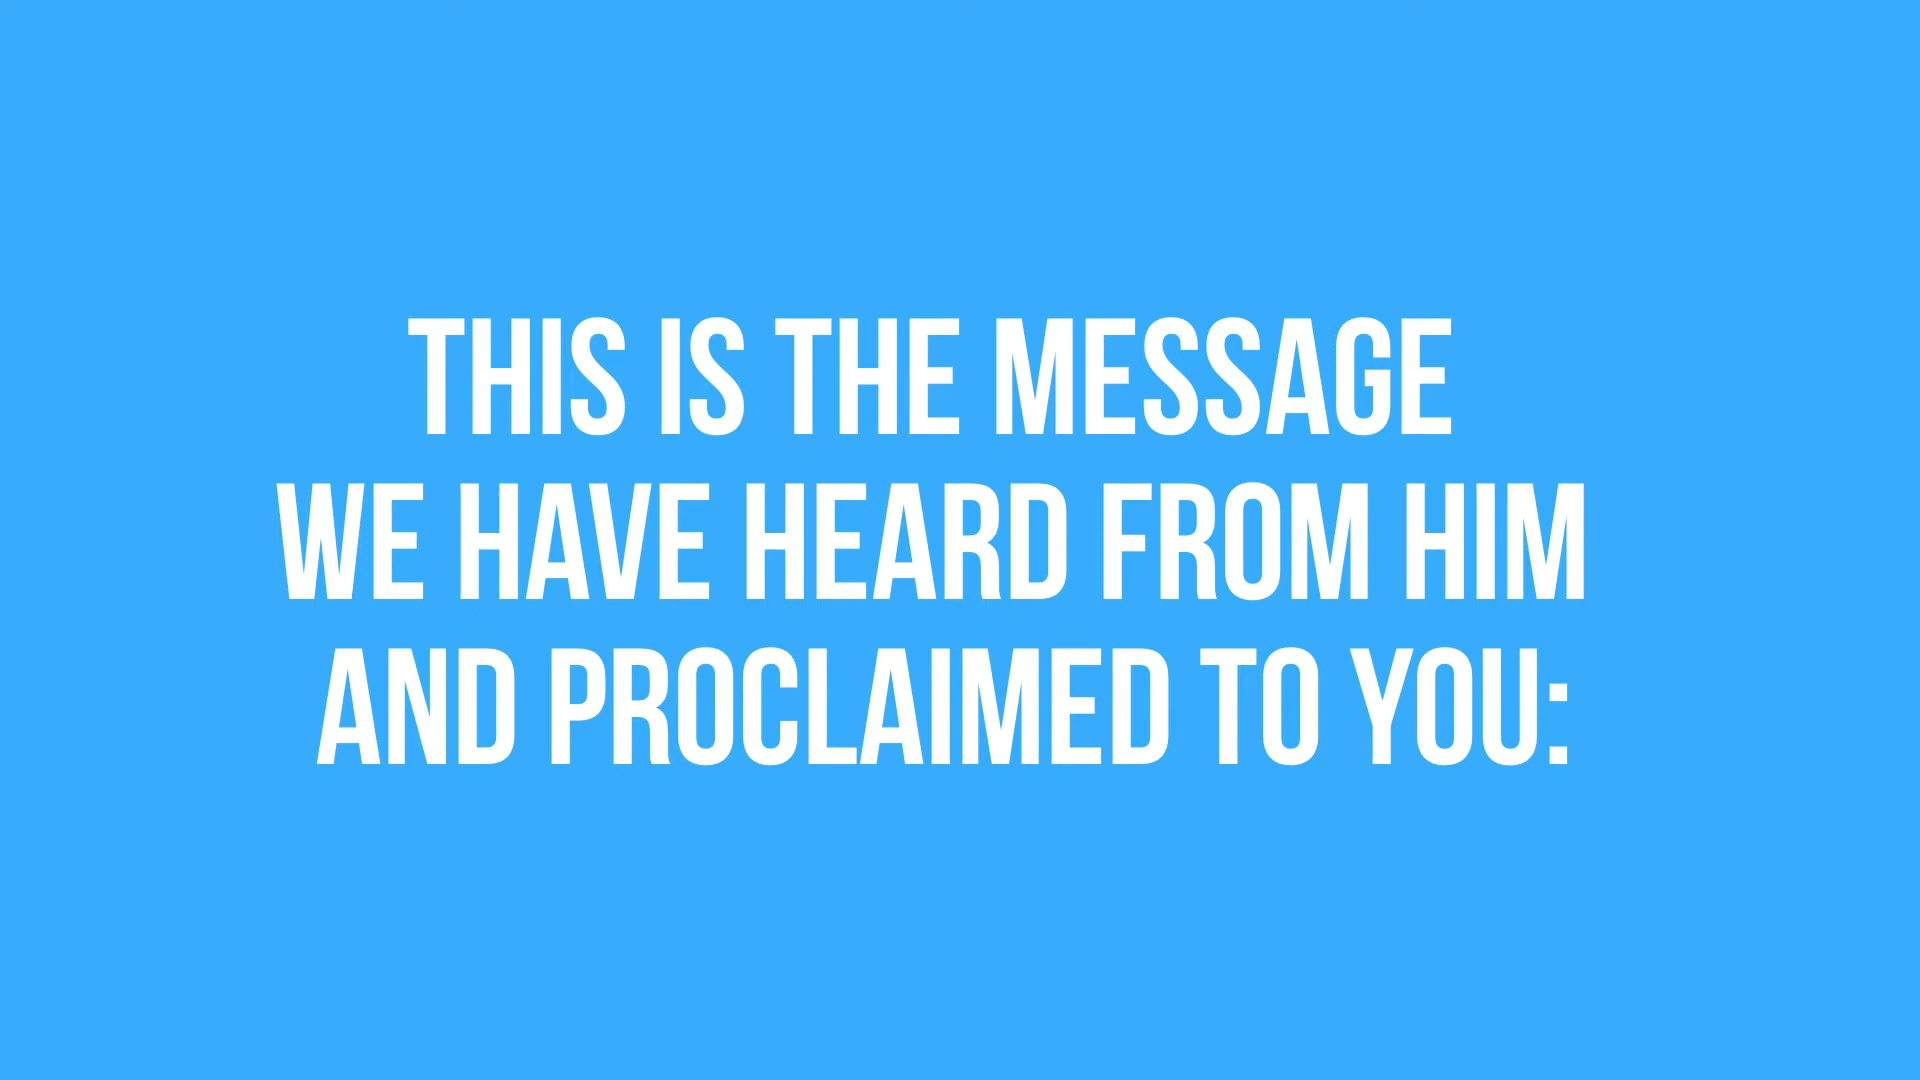 THIS IS THE MESSAGE
WE HAVE HEARD FROM HIM
AND PROCLAIMED TO YOU: